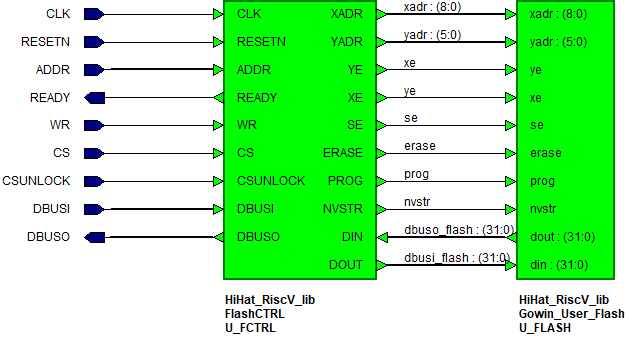 CLK CLK XADR xadr : (8:0) xadr : (8:0)
RESETN RESETN YADR yadr : (5:0) yadr : (5:0)
ADDR ADDR YE xe ye
READY READY XE ye xe
WR WR SE se se
CS CS ERASE erase erase
CSUNLOCK CSUNLOCK PROG prog prog
DBUSI DBUSI NVSTR nvstr nvstr
DBUSO DBUSO DIN dbuso_flash : (31:0) dout : (31:0)
DOUT dbusi_flash : (31:0) din : (31:0)
HiHat_RiscV_lib HiHat_RiscV_lib
FlashCTRL Gowin_User_Flash
U_FCTRL U_FLASH